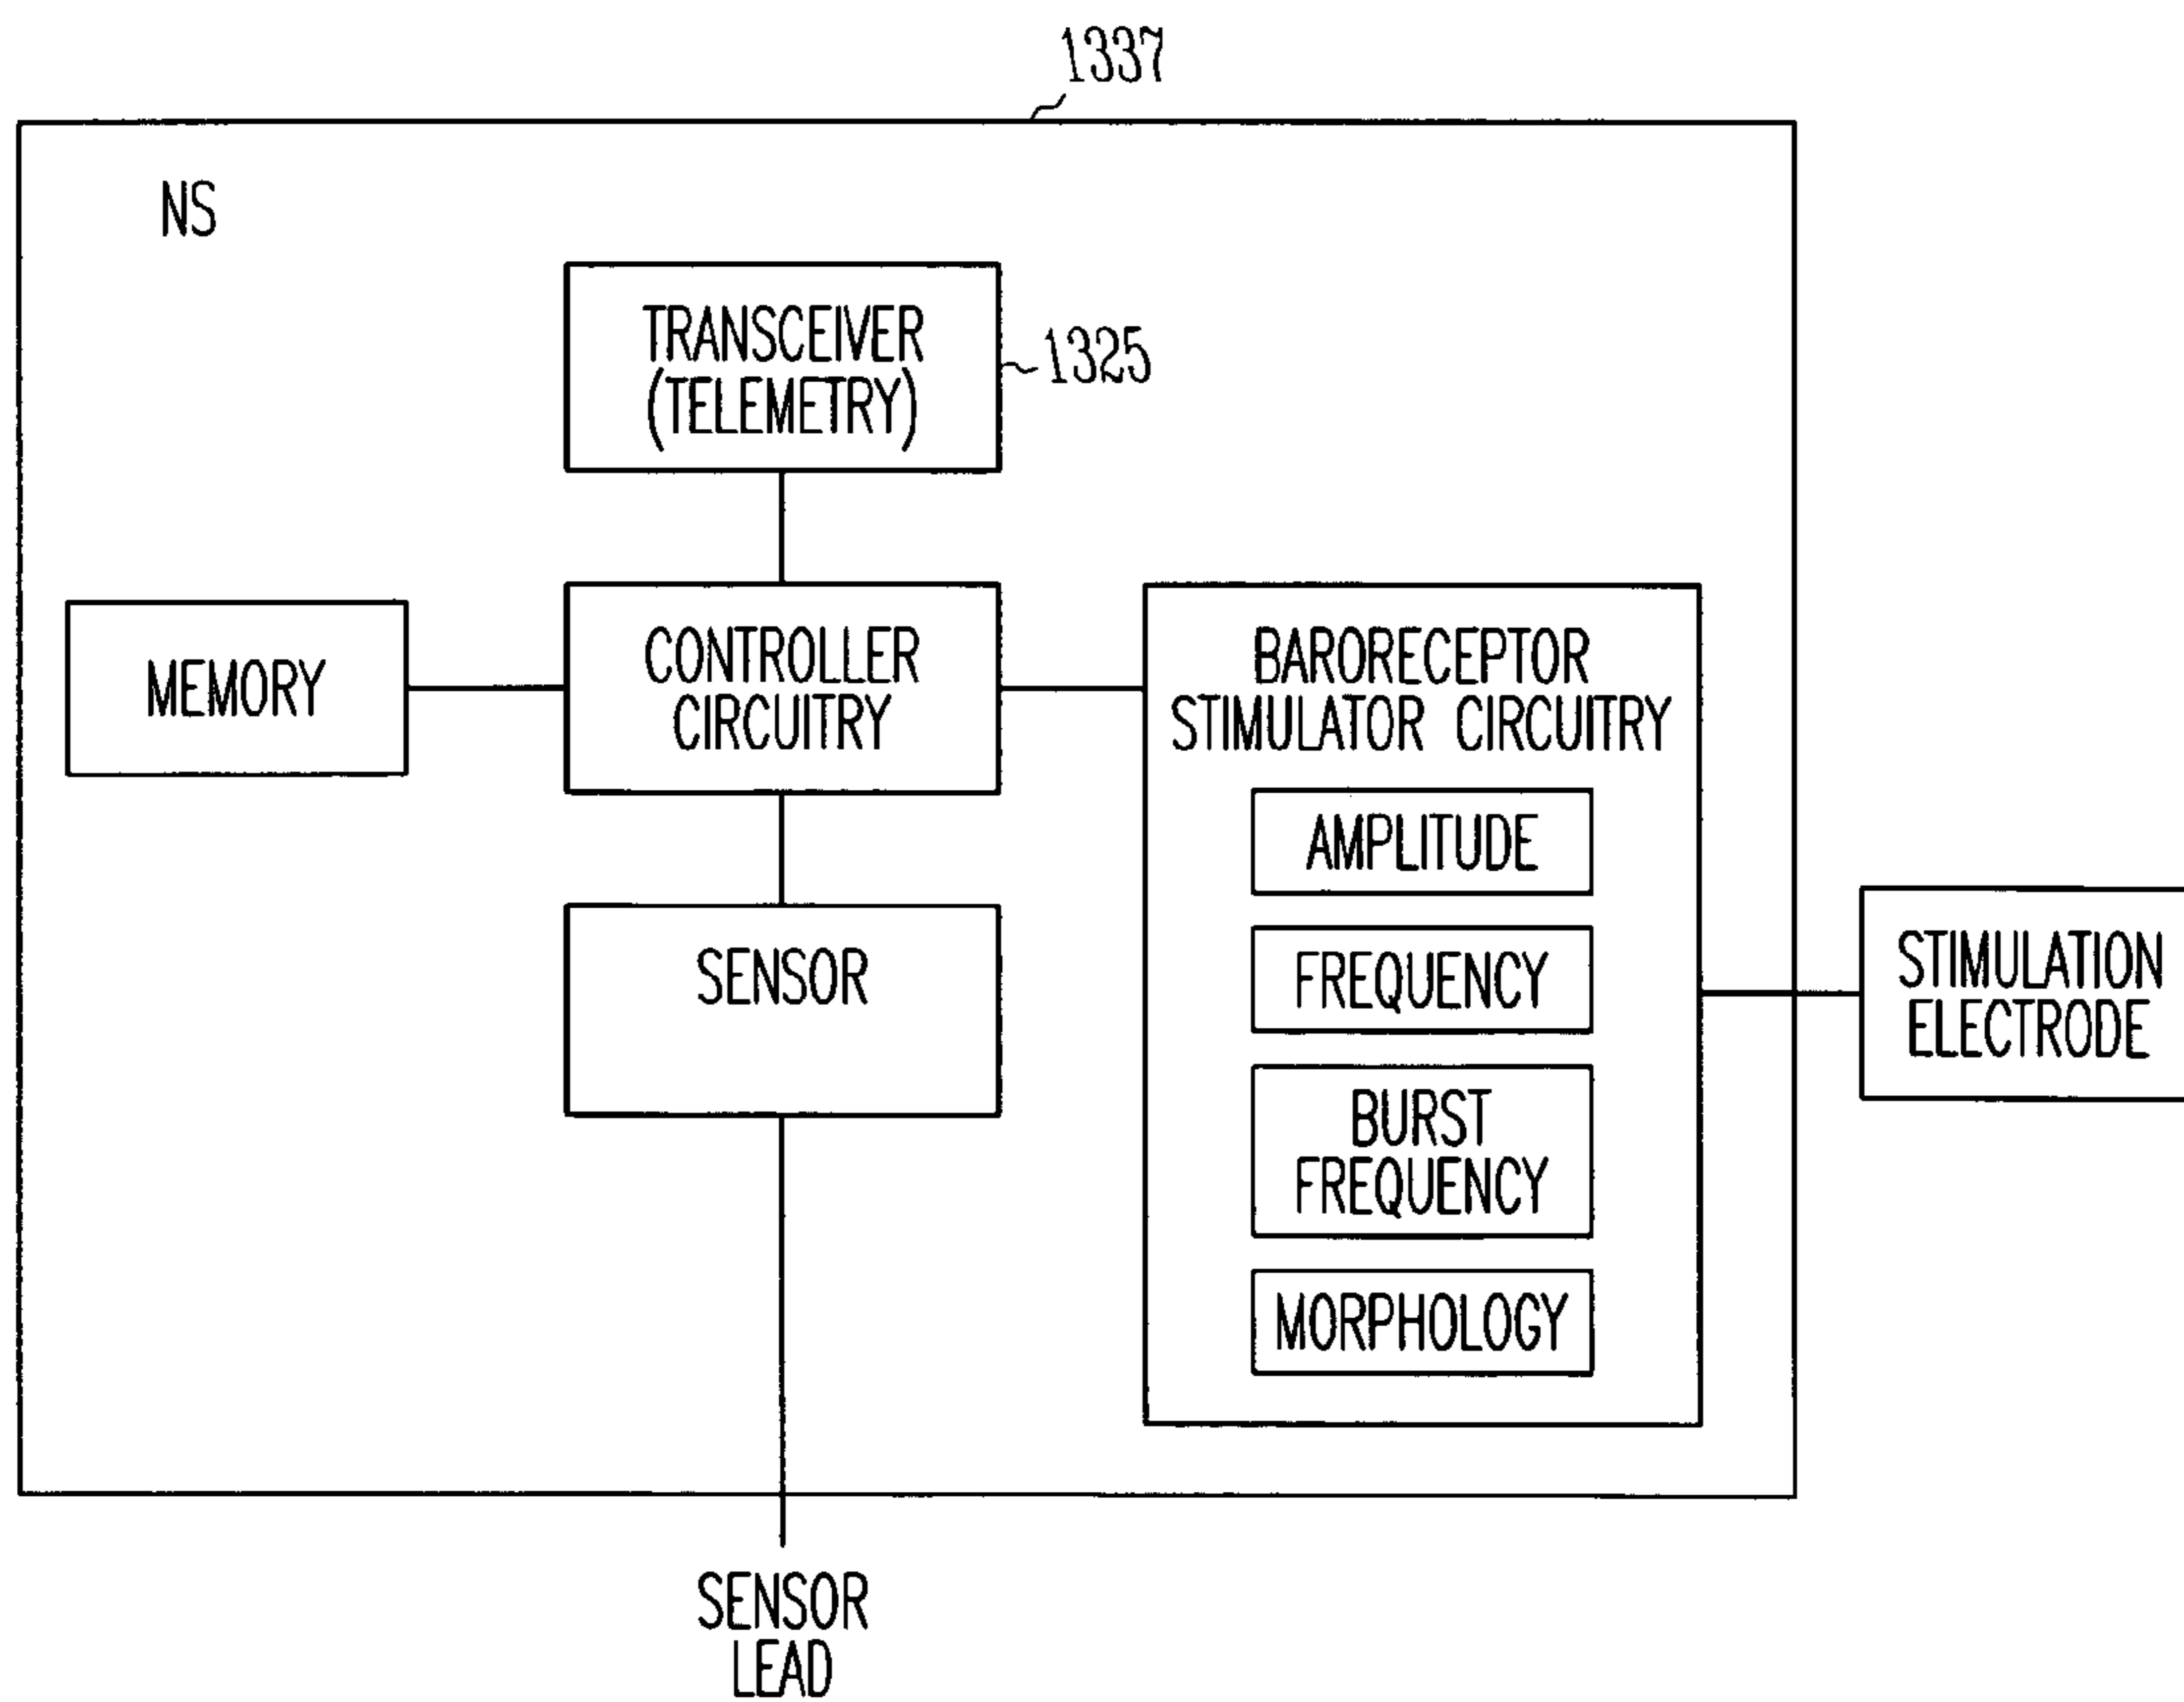 1337
NS
TRANSCEIVER
(TELEMETRY)
1325
MEMORY
CONTROLLER
CIRCUITRY
BARORECEPTOR
STIMULATOR CIRCUITRY
AMPLITUDE
FREQUENCY
BURST
FREQUENCY
MORPHOLOGY
SENSOR
STIMULATION
ELECTRODE
SENSOR
LEAD